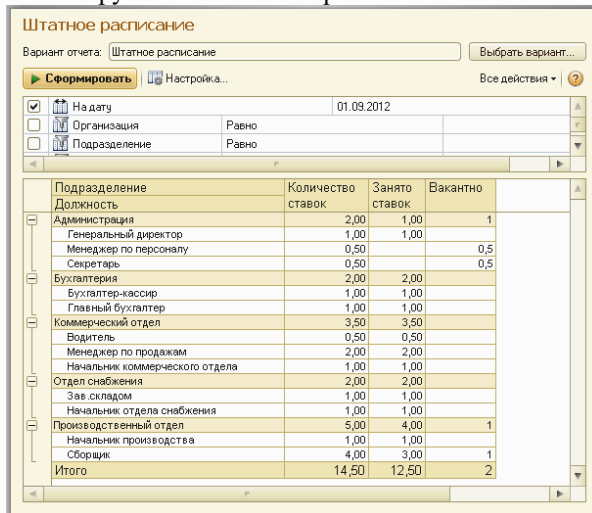 Штатное расписание
Вариант отчета: Штатное расписание Выбрать вариант...
Сформировать Настройка... Все действия
На дату 01.09.2012
Организация Равно
Подразделение Равно
Подразделение Количество ставок Занято ставок Вакантно
Должность
Администрация 2,00 1,00 1
Генеральный директор 1,00 1,00
Менеджер по персоналу 0,50 0,5
Секретарь 0,50 0,5
Бухгалтерия 2,00 2,00
Бухгалтер-кассир 1,00 1,00
Главный бухгалтер 1,00 1,00
Коммерческий отдел 3,50 3,50
Водитель 0,50 0,50
Менеджер по продажам 2,00 2,00
Начальник коммерческого отдела 1,00 1,00
Отдел снабжения 2,00 2,00
Зав.складом 1,00 1,00
Начальник отдела снабжения 1,00 1,00
Производственный отдел 5,00 4,00 1
Начальник производства 1,00 1,00
Сборщик 4,00 3,00 1
Итого 14,50 12,50 2